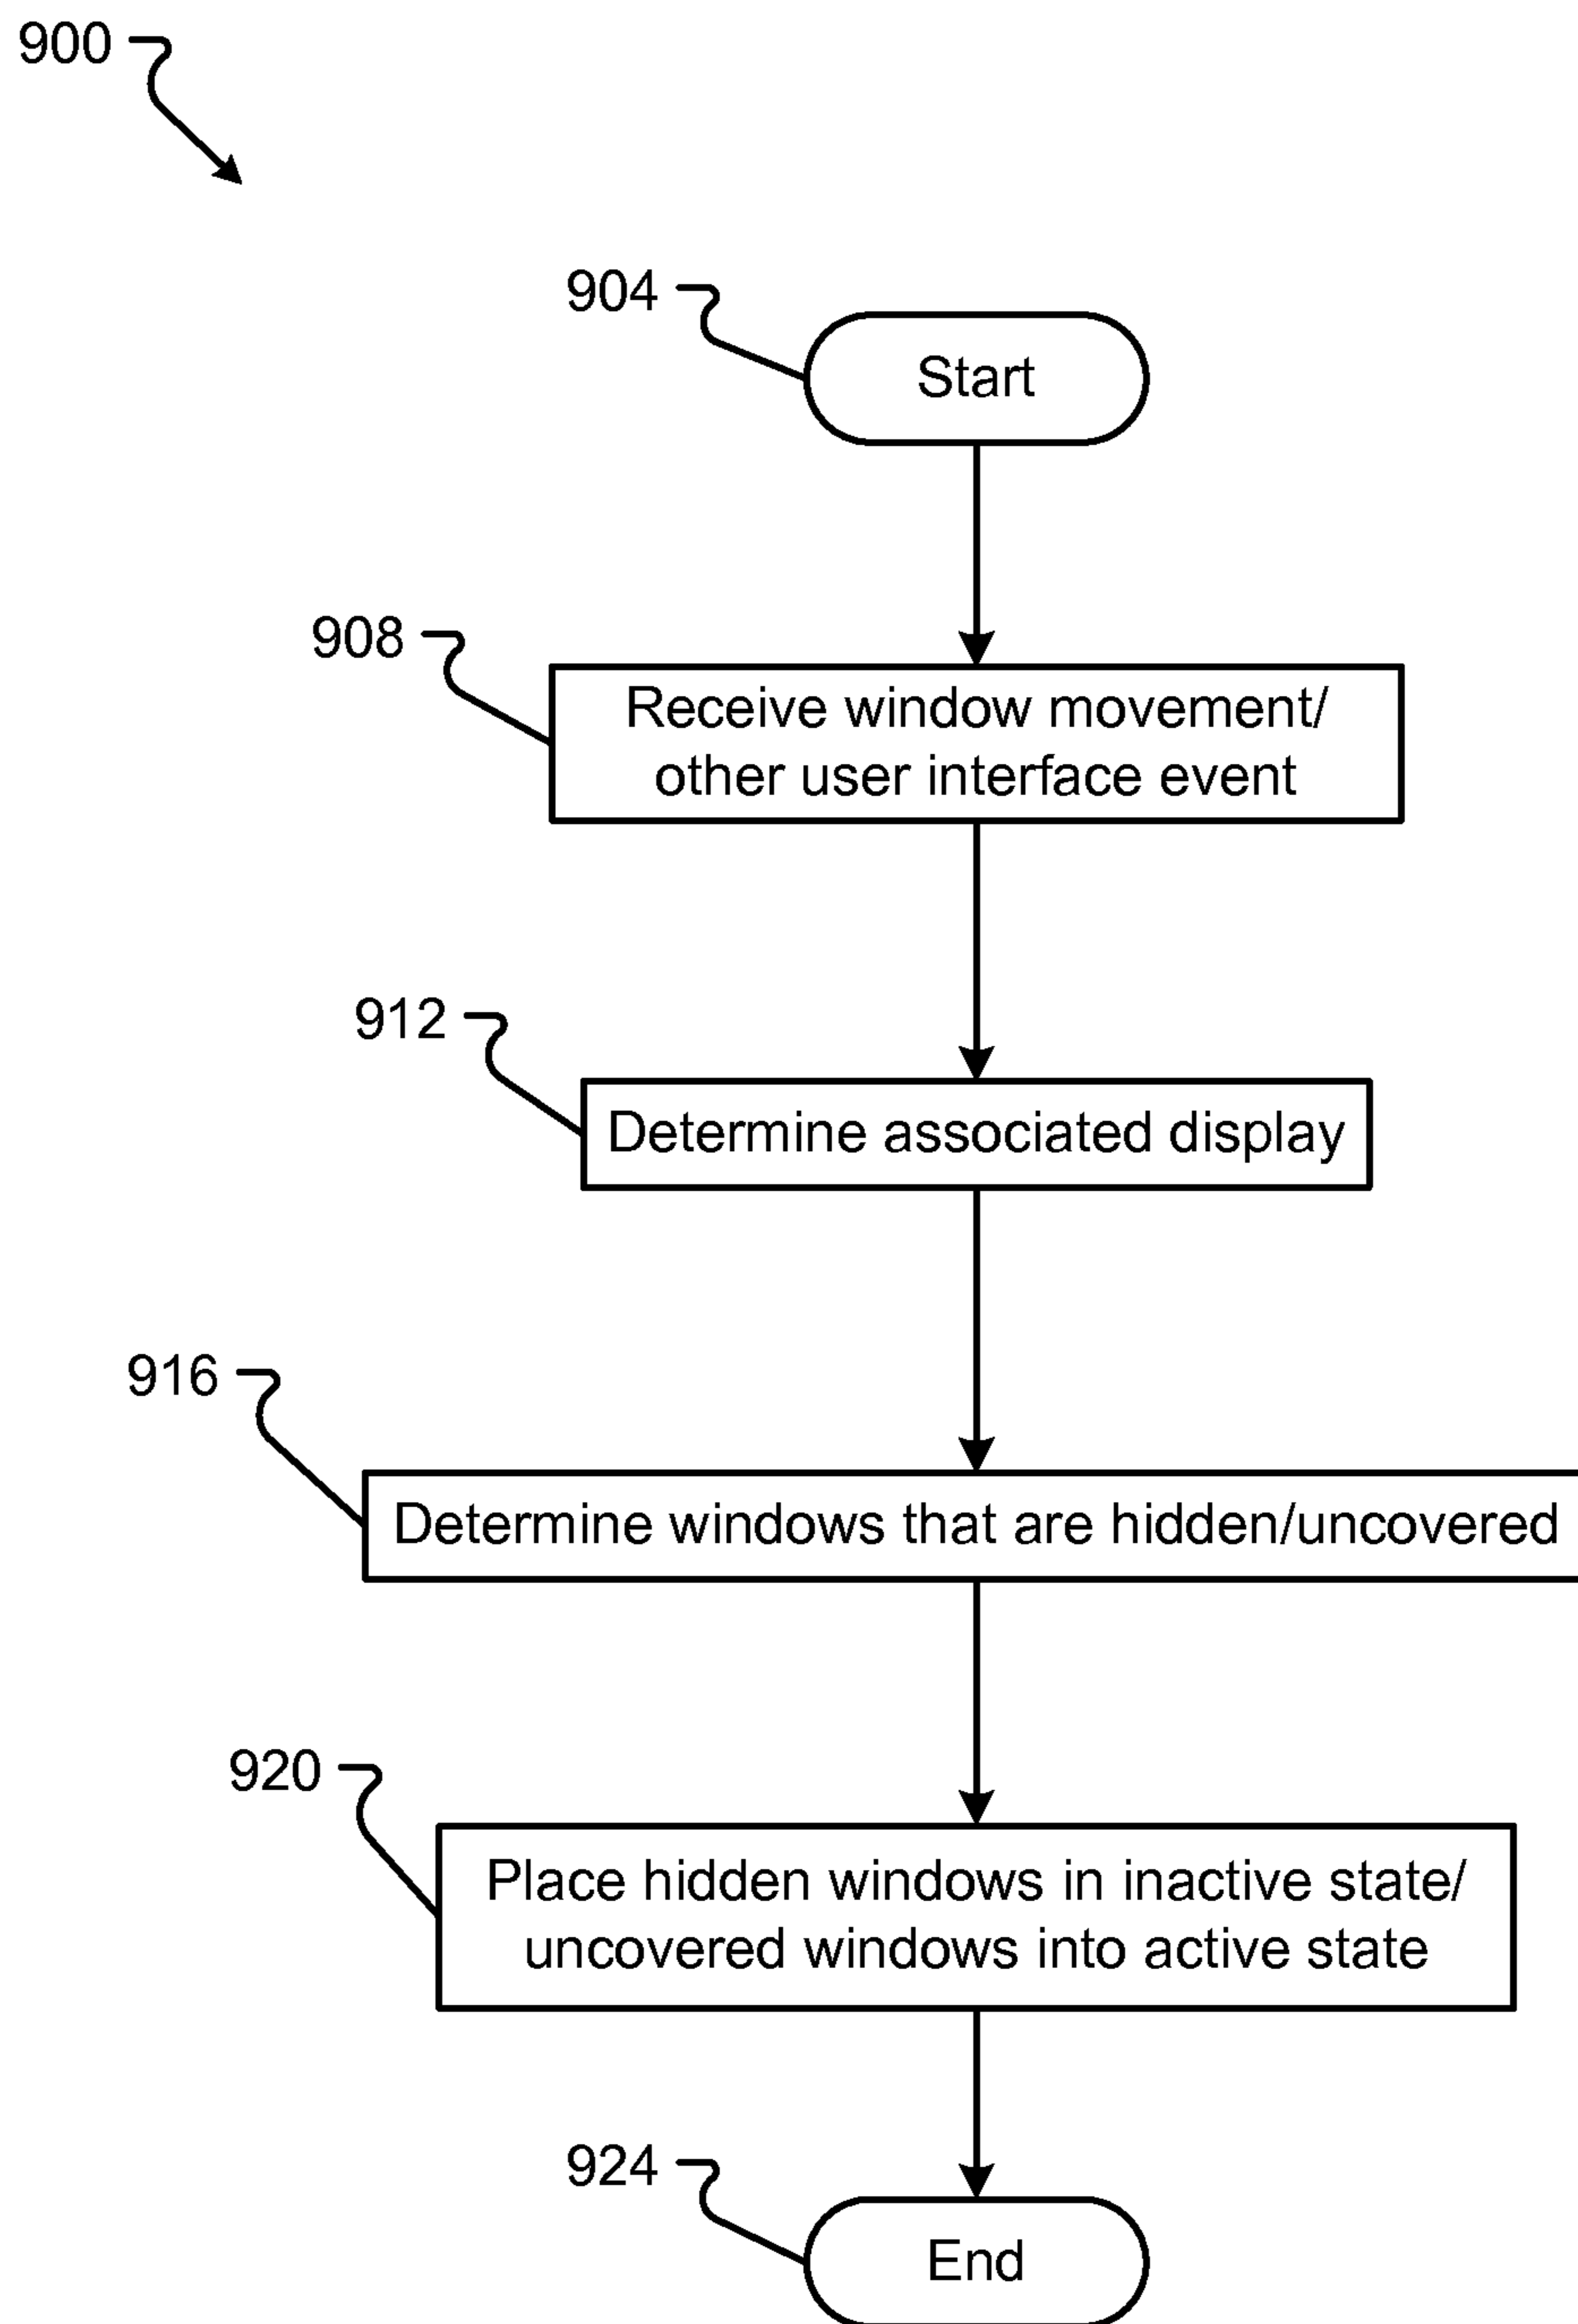 900
904
Start
908
Receive window movement/
other user interface event
912
Determine associated display
916
Determine windows that are hidden/uncovered
920
Place hidden windows in inactive state/
uncovered windows into active state
924
End